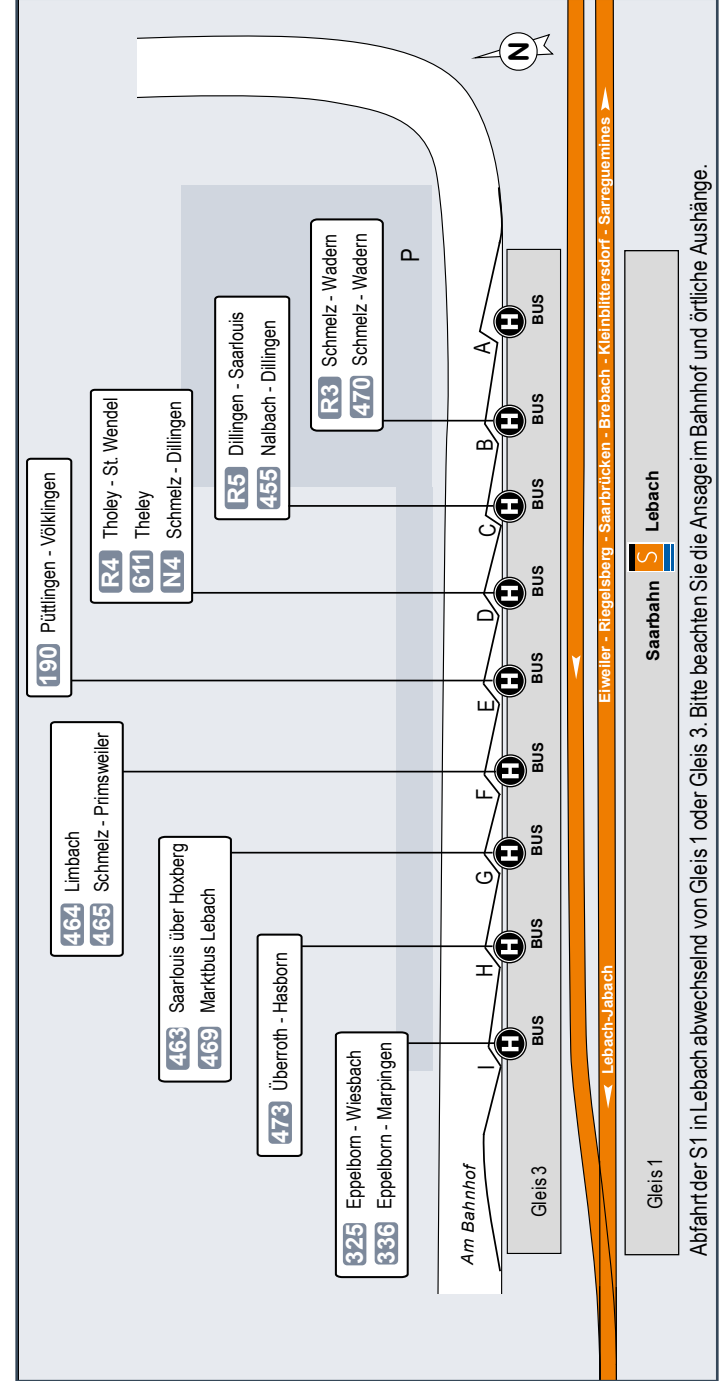 190 Püttlingen - Völklingen
464 Limbach
465 Schmelz - Primsweiler
R4 Tholey - St. Wendel
611 Theley
N4 Schmelz - Dillingen
463 Saarlouis über Hoxberg
469 Marktbus Lebach
R5 Dillingen - Saarlouis
455 Nalbach - Dillingen
473 Überroth - Hasborn
R3 Schmelz - Wadern
470 Schmelz - Wadern
325 Eppelborn - Wiesbach
336 Eppelborn - Marpingen
P
Am Bahnhof
I
H
G
F
E
D
C
B
A
N
H
H
H
H
H
H
H
H
H
BUS
BUS
BUS
BUS
BUS
BUS
BUS
BUS
BUS
Gleis 3
Lebach-Jabach
Eiweiler - Riegelsberg - Saarbrücken - Brebach - Kleinblittersdorf - Sarreguemines
Gleis 1
Saarbahn S Lebach
Abfahrt der S1 in Lebach abwechselnd von Gleis 1 oder Gleis 3. Bitte beachten Sie die Ansage im Bahnhof und örtliche Aushänge.